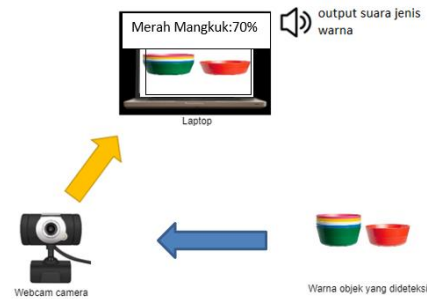 Merah Mangkuk:70%
output suara jenis
warna
Laptop
Webcam camera
Warna objek yang dideteksi